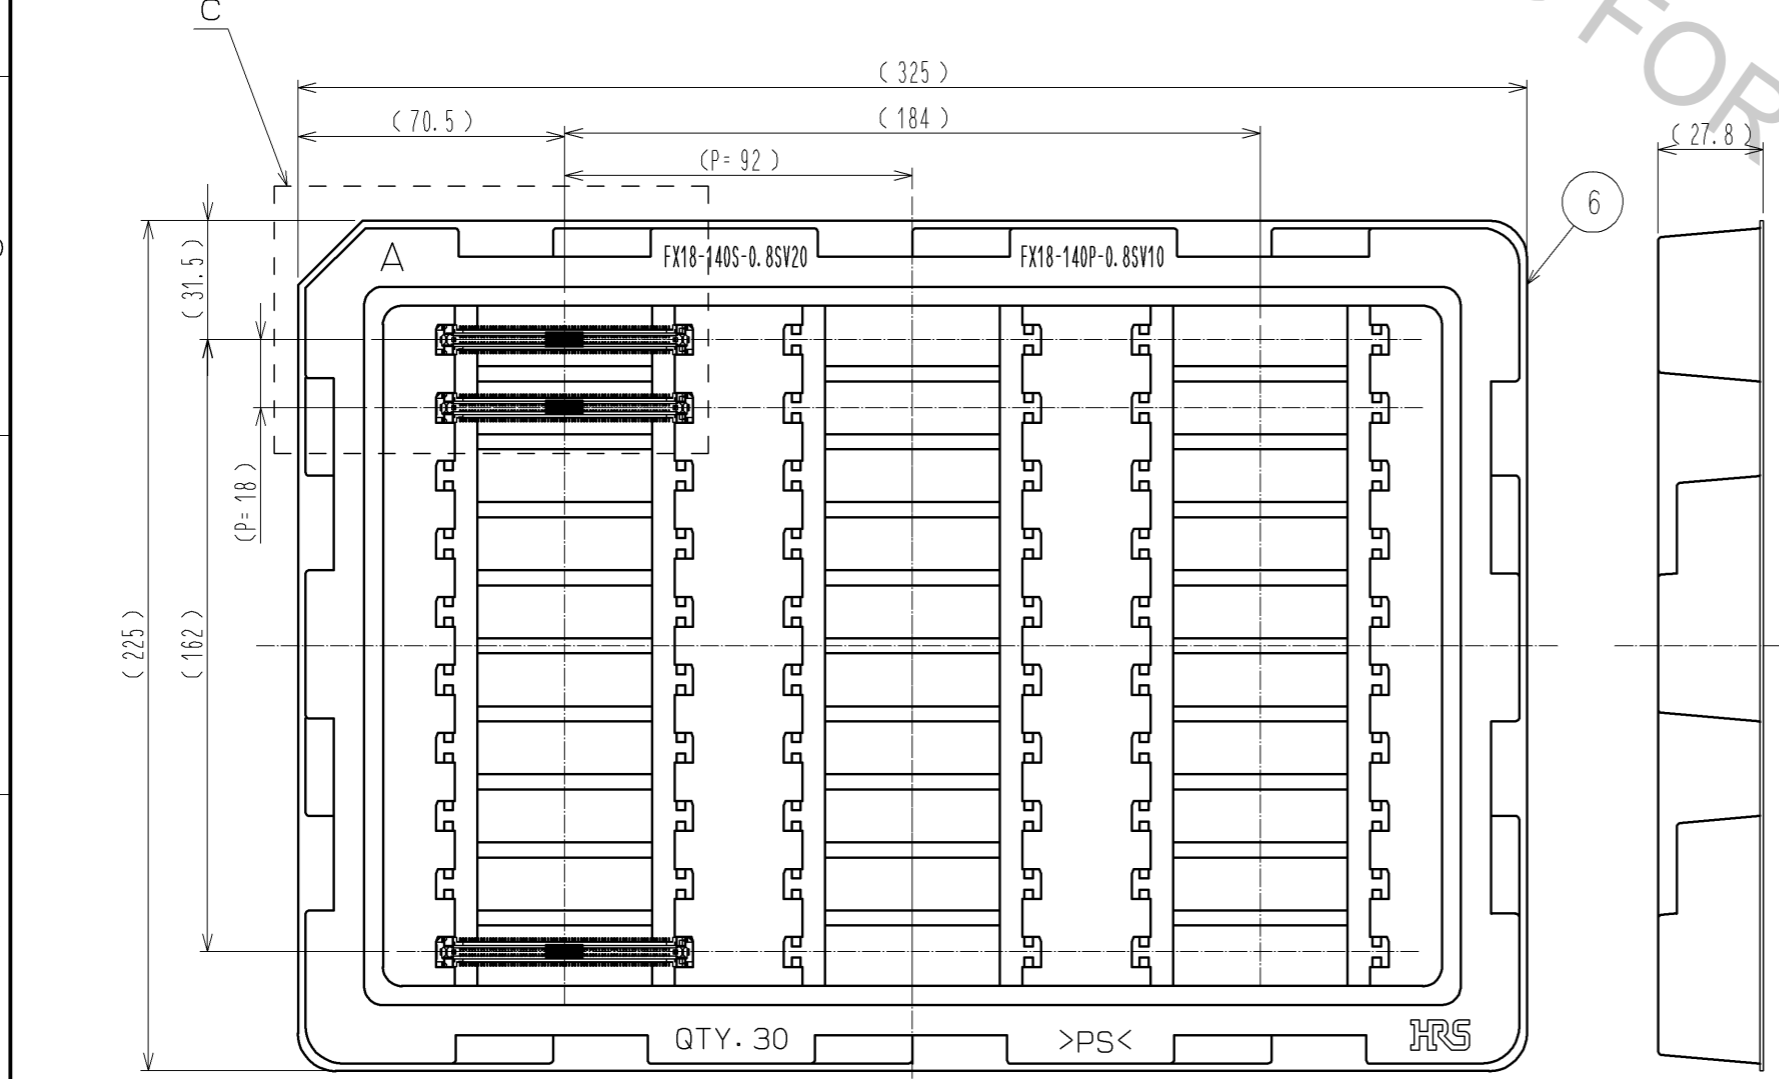 C
FOR
( 325 )
( 70.5 )
( 184 )
( 27.8 )
(P= 92 )
6
A
FX18-140S-0.8SV20
FX18-140P-0.8SV10
( 31.5 )
(P= 18 )
( 225 )
( 162 )
QTY. 30
>PS<
HRS